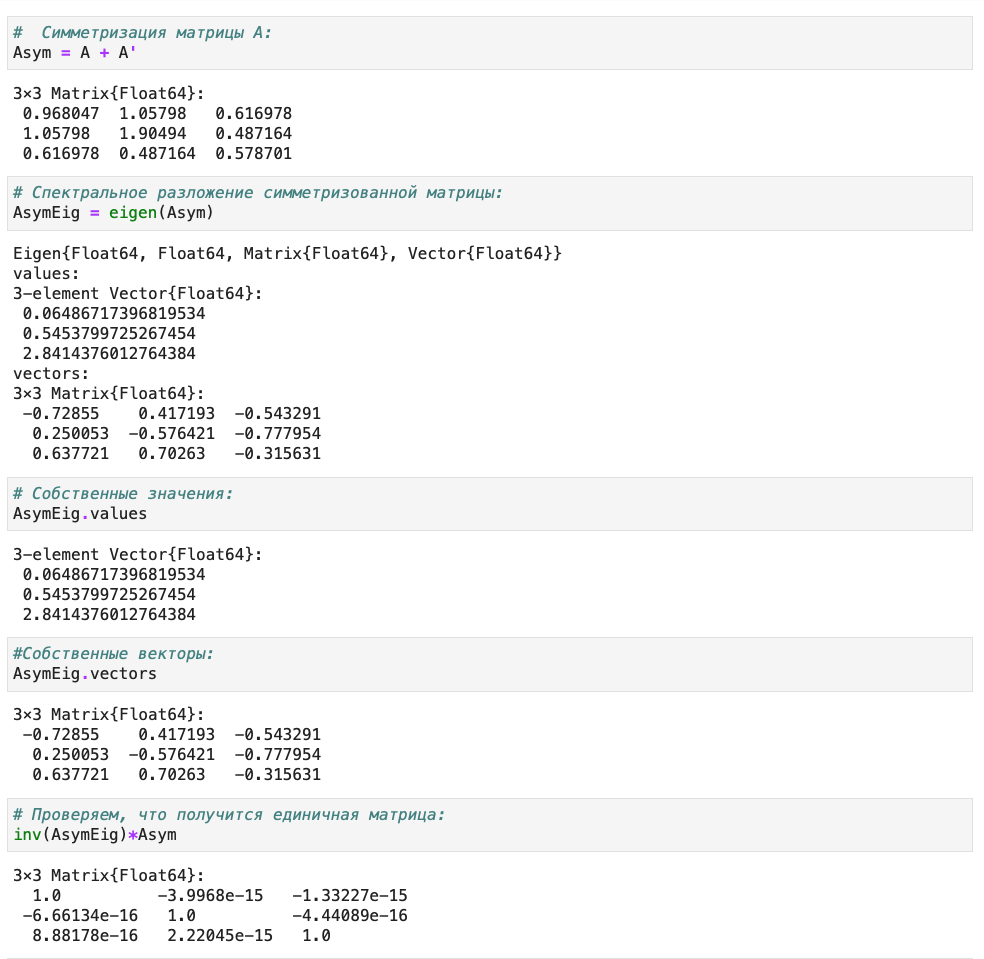 #  Симметризация матрицы A:
Asym = A + A'
3×3 Matrix{Float64}:
 0.968047  1.05798   0.616978
 1.05798   1.90494   0.487164
 0.616978  0.487164  0.578701
# Спектральное разложение симметризованной матрицы:
AsymEig = eigen(Asym)
Eigen{Float64, Float64, Matrix{Float64}, Vector{Float64}}
values:
3-element Vector{Float64}:
 0.06486717396819534
 0.5453799725267454
 2.8414376012764384
vectors:
3×3 Matrix{Float64}:
 -0.72855    0.417193  -0.543291
  0.250053  -0.576421  -0.777954
  0.637721   0.70263   -0.315631
# Собственные значения:
AsymEig.values
3-element Vector{Float64}:
 0.06486717396819534
 0.5453799725267454
 2.8414376012764384
#Собственные векторы:
AsymEig.vectors
3×3 Matrix{Float64}:
 -0.72855    0.417193  -0.543291
  0.250053  -0.576421  -0.777954
  0.637721   0.70263   -0.315631
# Проверяем, что получится единичная матрица:
inv(AsymEig)*Asym
3×3 Matrix{Float64}:
  1.0          -3.9968e-15   -1.33227e-15
 -6.66134e-16   1.0          -4.44089e-16
  8.88178e-16   2.22045e-15   1.0